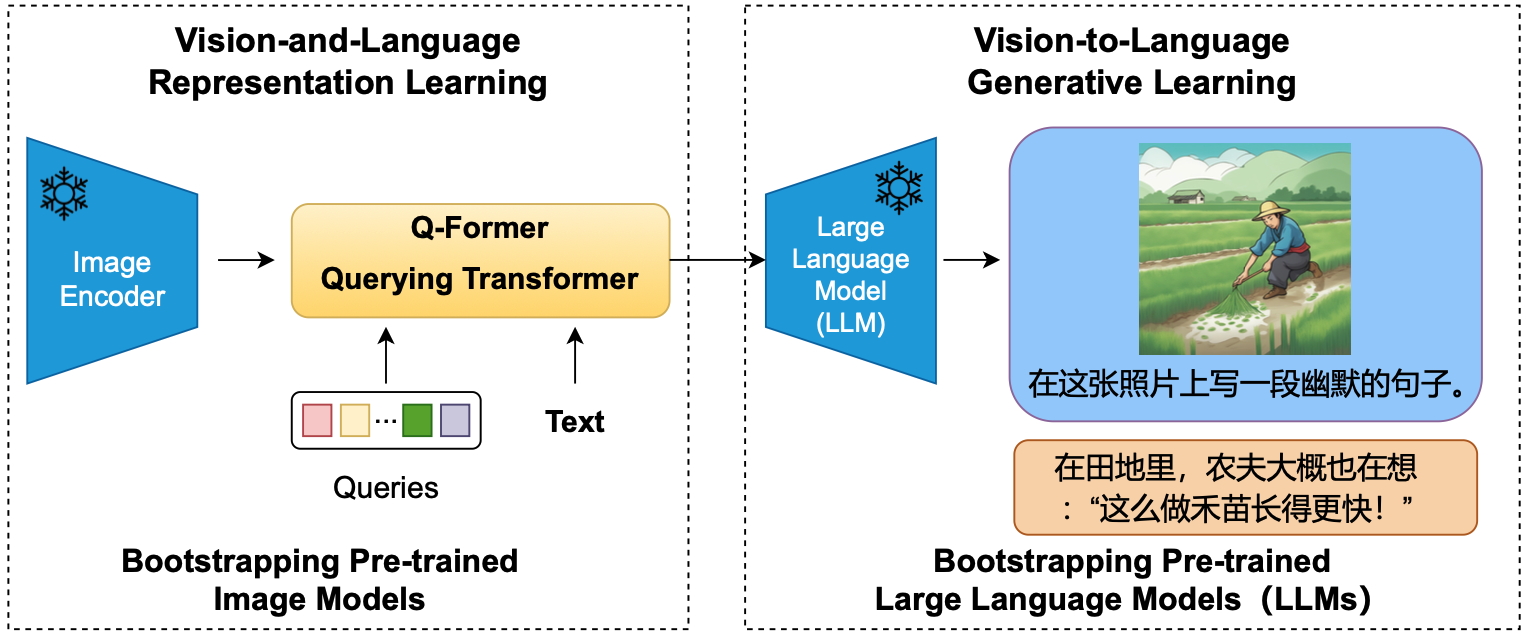 Vision-and-Language
Representation Learning
Image
Encoder
Q-Former
Querying Transformer
...
Queries
Text
Bootstrapping Pre-trained
Image Models
Vision-to-Language
Generative Learning
Large
Language
Model
(LLM)
在这张照片上写一段幽默的句子。
在田地里，农夫大概也在想
：“这么做禾苗长得更快！”
Bootstrapping Pre-trained
Large Language Models（LLMs）